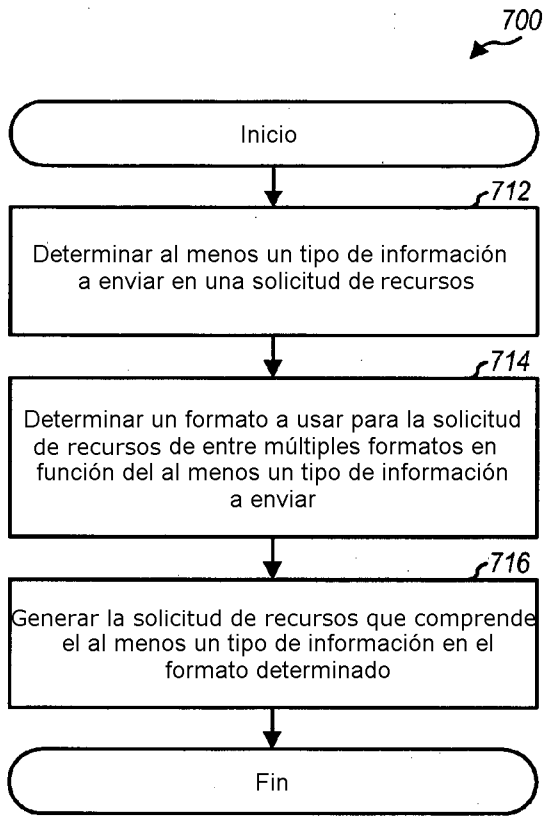 700
Inicio
712
Determinar al menos un tipo de información
a enviar en una solicitud de recursos
714
Determinar un formato a usar para la solicitud
de recursos de entre múltiples formatos en
función del al menos un tipo de información
a enviar
716
Generar la solicitud de recursos que comprende
el al menos un tipo de información en el
formato determinado
Fin